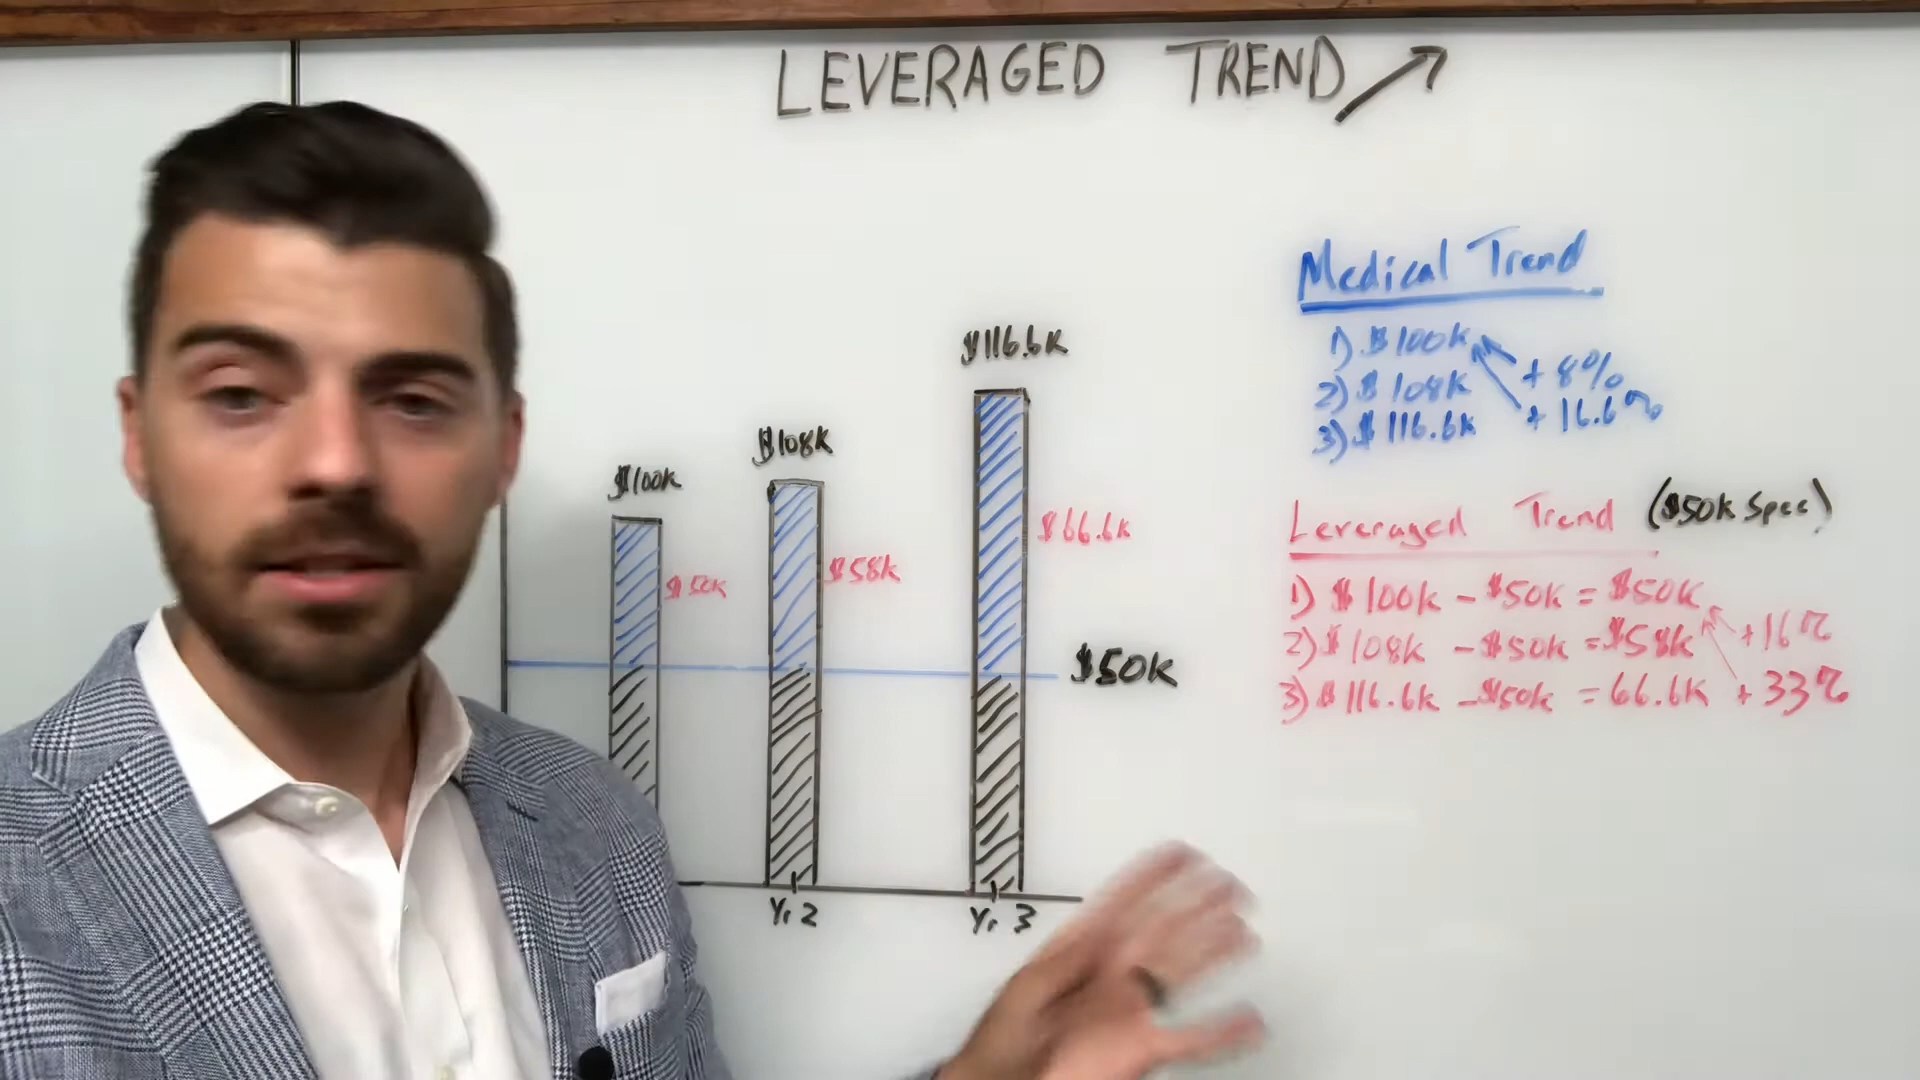 LEVERAGED TREND
$116.6K
$108K
$100K
$66.6K
$58K
$50K
$50K
Yr 2
Yr 3
Medical Trend
1) $100K
2) $108K + 8%
3) $116.6K + 16.6%
Leveraged Trend ($50K Spec)
1) $100K - $50K = $50K
2) $108K - $50K = $58K +16%
3) $116.6K - $50K = 66.6K + 33%